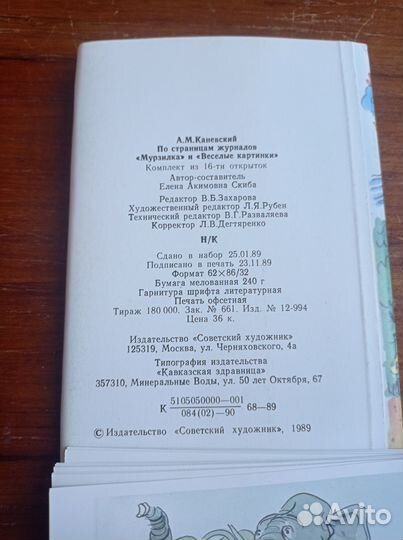 А.М.Каневский
По страницам журналов
«Мурзилка» и «Веселые картинки»
Комплект из 16-ти открыток
Автор-составитель
Елена Акимовна Скиба
Редактор В.Б.Захарова
Художественный редактор Л.Я.Рубен
Технический редактор В.Г.Разваляева
Корректор Л.В.Дегтяренко
Н/К
Сдано в набор 25.01.89
Подписано в печать 23.11.89
Формат 62×86/32
Бумага мелованная 240 г
Гарнитура шрифта литературная
Печать офсетная
Тираж 180 000. Зак. № 661. Изд. № 12-994
Цена 36 к.
Издательство «Советский художник»
125319, Москва, ул. Черняховского, 4а
Типография издательства
«Кавказская здравница»
357310, Минеральные Воды, ул. 50 лет Октября, 67
К 5105050000—001
084(02)—90 68—89
© Издательство «Советский художник», 1989
Avito